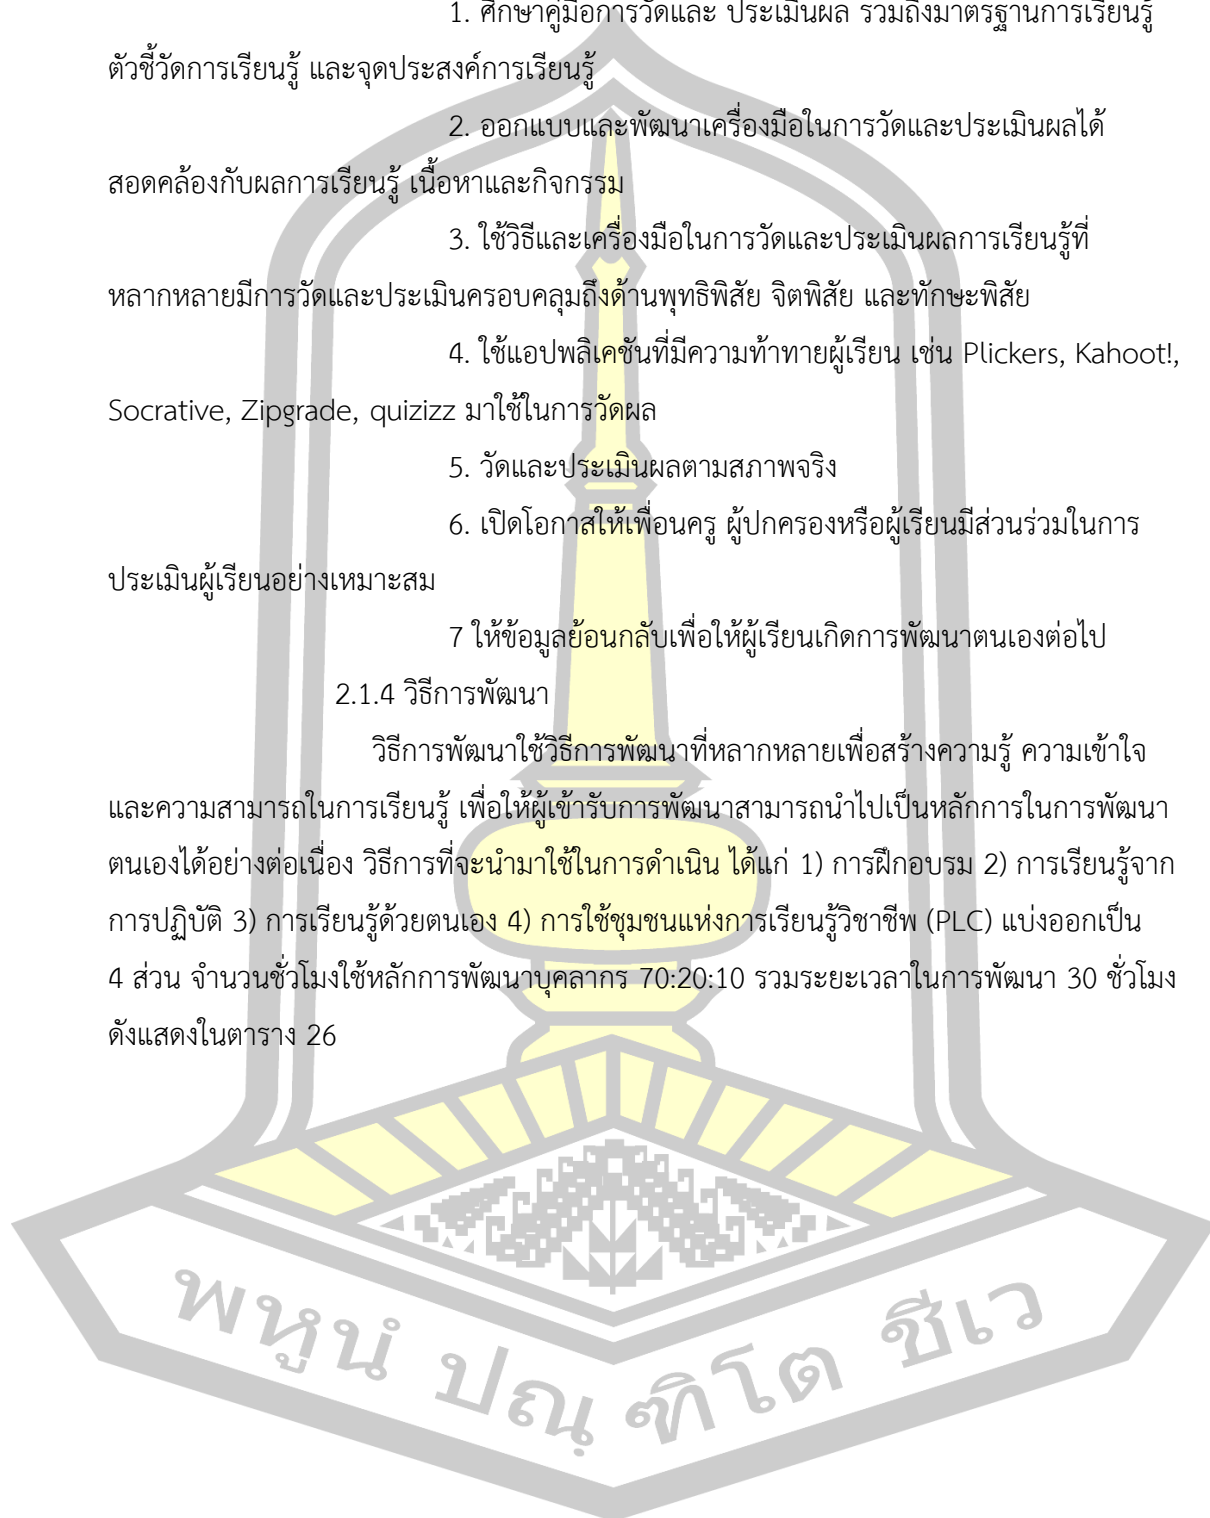 1. ศึกษาคู่มือการวัดและ ประเมินผล รวมถึงมาตรฐานการเรียนรู้
ตัวชี้วัดการเรียนรู้ และจุดประสงค์การเรียนรู้
2. ออกแบบและพัฒนาเครื่องมือในการวัดและประเมินผลได้
สอดคล้องกับผลการเรียนรู้ เนื้อหาและกิจกรรม
3. ใช้วิธีและเครื่องมือในการวัดและประเมินผลการเรียนรู้ที่
หลากหลายมีการวัดและประเมินครอบคลุมถึงด้านพุทธิพิสัย จิตพิสัย และทักษะพิสัย
4. ใช้แอปพลิเคชันที่มีความท้าทายผู้เรียน เช่น Plickers, Kahoot!,
Socrative, Zipgrade, quizizz มาใช้ในการวัดผล
5. วัดและประเมินผลตามสภาพจริง
6. เปิดโอกาสให้เพื่อนครู ผู้ปกครองหรือผู้เรียนมีส่วนร่วมในการ
ประเมินผู้เรียนอย่างเหมาะสม
7 ให้ข้อมูลย้อนกลับเพื่อให้ผู้เรียนเกิดการพัฒนาตนเองต่อไป
2.1.4 วิธีการพัฒนา
วิธีการพัฒนาใช้วิธีการพัฒนาที่หลากหลายเพื่อสร้างความรู้ ความเข้าใจ
และความสามารถในการเรียนรู้ เพื่อให้ผู้เข้ารับการพัฒนาสามารถนำไปเป็นหลักการในการพัฒนา
ตนเองได้อย่างต่อเนื่อง วิธีการที่จะนำมาใช้ในการดำเนิน ได้แก่ 1) การฝึกอบรม 2) การเรียนรู้จาก
การปฏิบัติ 3) การเรียนรู้ด้วยตนเอง 4) การใช้ชุมชนแห่งการเรียนรู้วิชาชีพ (PLC) แบ่งออกเป็น
4 ส่วน จำนวนชั่วโมงใช้หลักการพัฒนาบุคลากร 70:20:10 รวมระยะเวลาในการพัฒนา 30 ชั่วโมง
ดังแสดงในตาราง 26
พหูนํ ปณฺฑิโต ชีเว